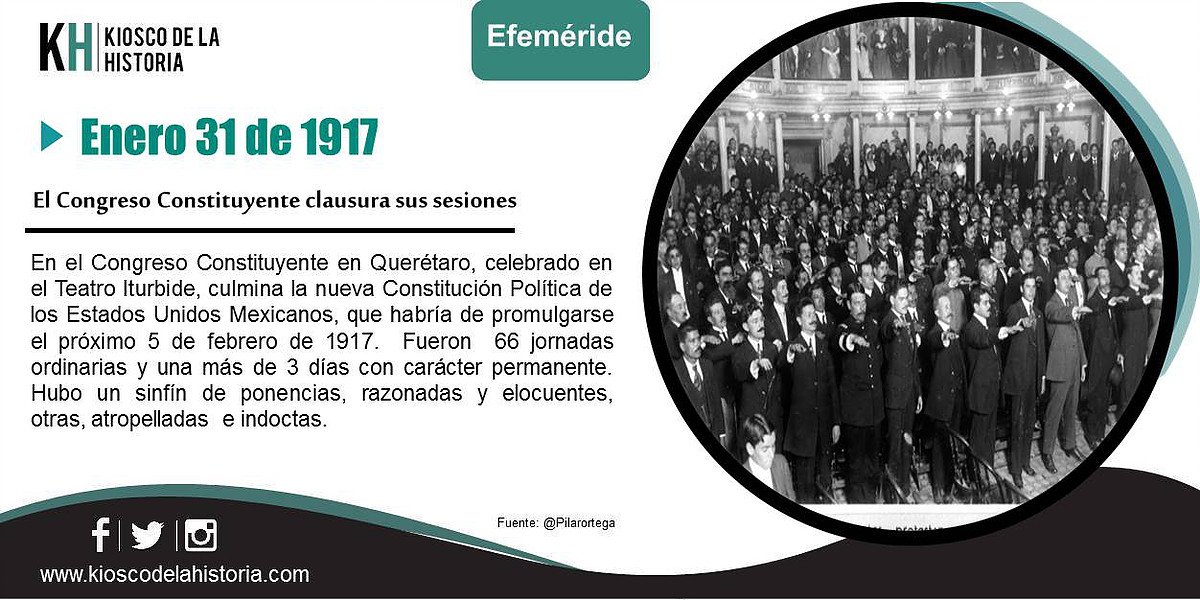 KH
KIOSCO DE LA
HISTORIA
Efeméride
Enero 31 de 1917
El Congreso Constituyente clausura sus sesiones
En el Congreso Constituyente en Querétaro, celebrado en
el Teatro Iturbide, culmina la nueva Constitución Política de
los Estados Unidos Mexicanos, que habría de promulgarse
el próximo 5 de febrero de 1917. Fueron 66 jornadas
ordinarias y una más de 3 días con carácter permanente.
Hubo un sinfín de ponencias, razonadas y elocuentes,
otras, atropelladas e indoctas.
Fuente: @Pilarortega
www.kioscodelahistoria.com